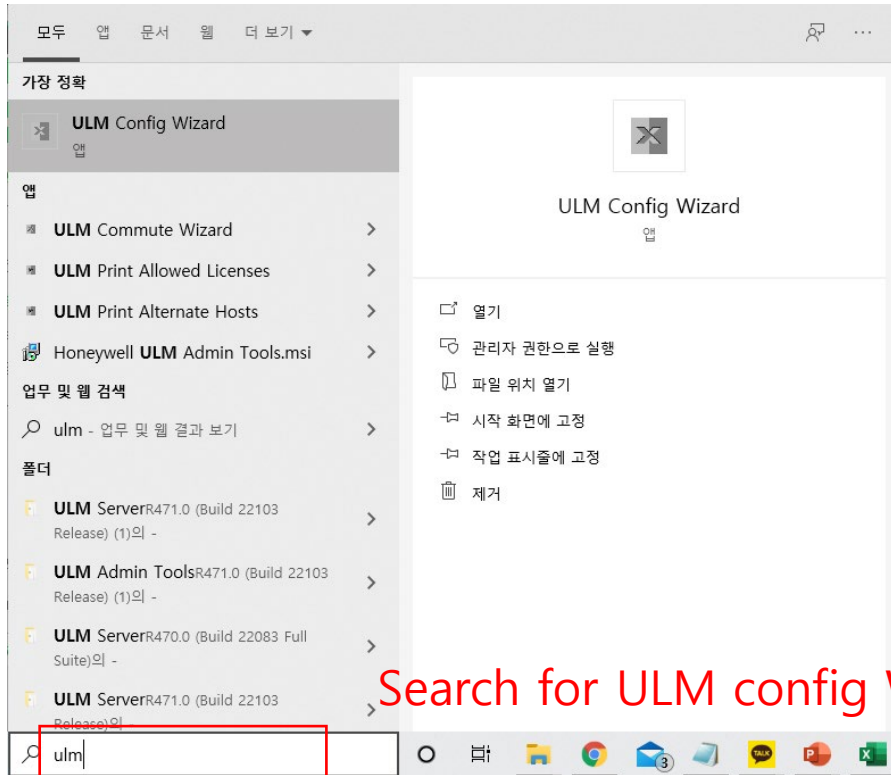 모두 앱 문서 웹 더 보기
가장 정확
ULM Config Wizard
앱
앱
ULM Commute Wizard
ULM Print Allowed Licenses
ULM Print Alternate Hosts
Honeywell ULM Admin Tools.msi
업무 및 웹 검색
ulm - 업무 및 웹 결과 보기
폴더
ULM ServerR471.0 (Build 22103
Release) (1)의 -
ULM Admin ToolsR471.0 (Build 22103
Release) (1)의 -
ULM ServerR470.0 (Build 22083 Full
Suite)의 -
ULM ServerR471.0 (Build 22103
Release)의 -
ulm
ULM Config Wizard
앱
열기
관리자 권한으로 실행
파일 위치 열기
시작 화면에 고정
작업 표시줄에 고정
제거
Search for ULM config
3
TALK